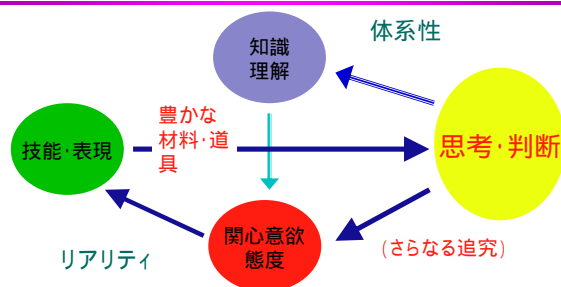 体系性
知識
理解
豊かな
材料・道
具
技能・表現
思考・判断
関心意欲
態度
(さらなる追究)
リアリティ